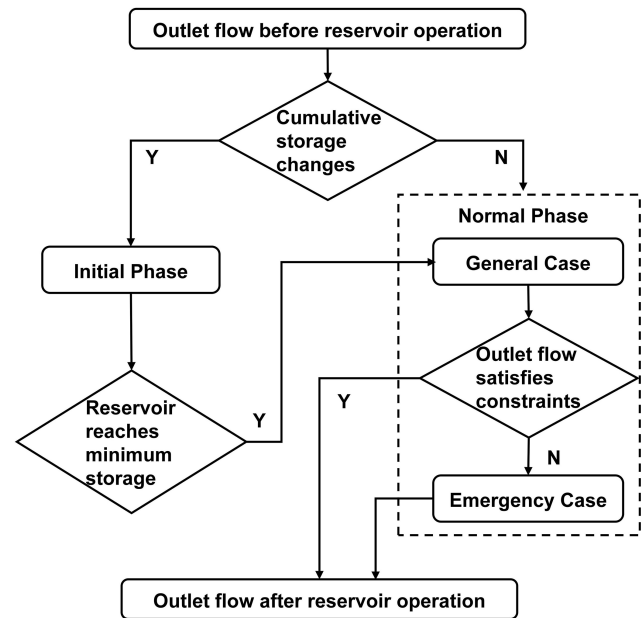 Outlet flow before reservoir operation
Cumulative
storage
changes
Y
N
Normal Phase
Initial Phase
General Case
Outlet flow
satisfies
constraints
Y
Reservoir
reaches
minimum
storage
Y
N
Emergency Case
Outlet flow after reservoir operation